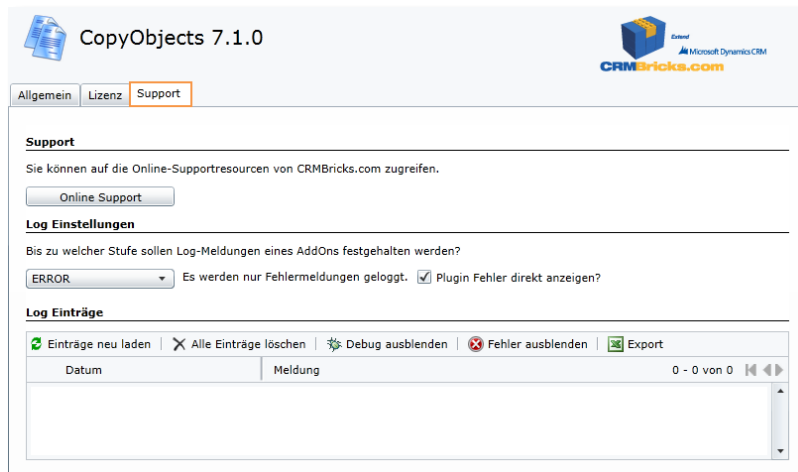 CopyObjects 7.1.0
Extend
Microsoft Dynamics CRM
CRMBricks.com
Allgemein Lizenz Support
Support
Sie können auf die Online-Supportresourcen von CRMBricks.com zugreifen.
Online Support
Log Einstellungen
Bis zu welcher Stufe sollen Log-Meldungen eines AddOns festgehalten werden?
ERROR Es werden nur Fehlermeldungen geloggt. Plugin Fehler direkt anzeigen?
Log Einträge
Einträge neu laden Alle Einträge löschen Debug ausblenden Fehler ausblenden Export
Datum Meldung 0 - 0 von 0